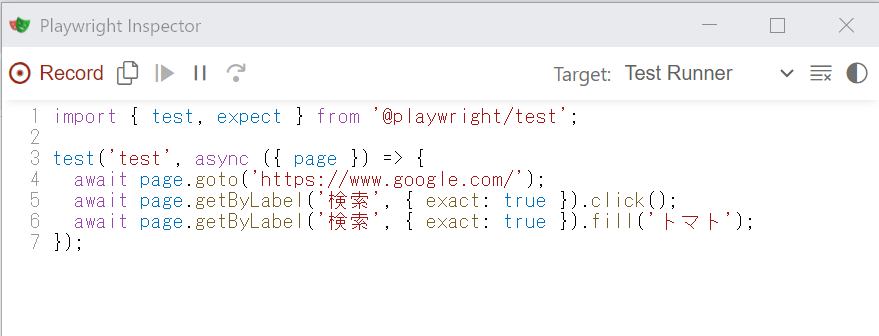 Playwright Inspector
Record Target: Test Runner
1 import { test, expect } from '@playwright/test';
2
3 test('test', async ({ page }) => {
4   await page.goto('https://www.google.com/');
5   await page.getByLabel('検索', { exact: true }).click();
6   await page.getByLabel('検索', { exact: true }).fill('トマト');
7 });